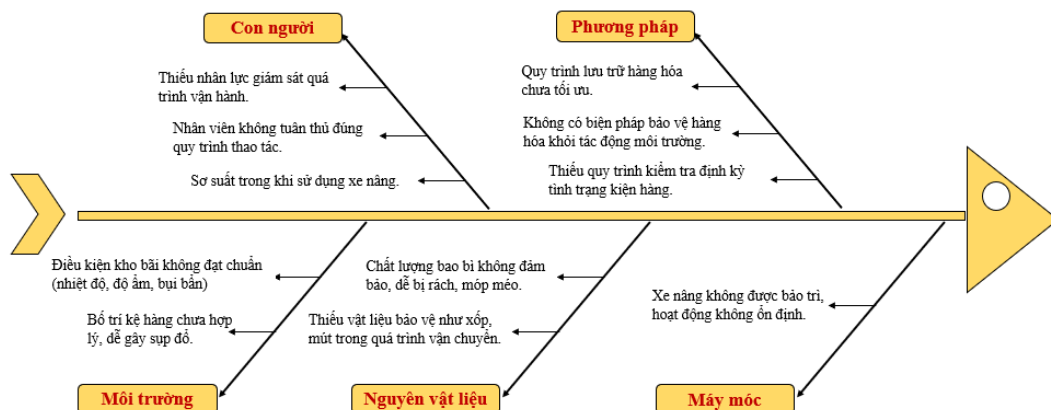 Con người
Phương pháp
Thiếu nhân lực giám sát quá
trình vận hành.
Nhân viên không tuân thủ đúng
quy trình thao tác.
Sơ suất trong khi sử dụng xe nâng.
Quy trình lưu trữ hàng hóa
chưa tối ưu.
Không có biện pháp bảo vệ hàng
hóa khỏi tác động môi trường.
Thiếu quy trình kiểm tra định kỳ
tình trạng kiện hàng.
Điều kiện kho bãi không đạt chuẩn
(nhiệt độ, độ ẩm, bụi bẩn)
Bố trí kệ hàng chưa hợp
lý, dễ gây sụp đổ.
Chất lượng bao bì không đảm
bảo, dễ bị rách, móp méo.
Thiếu vật liệu bảo vệ như xốp,
mút trong quá trình vận chuyển.
Xe nâng không được bảo trì,
hoạt động không ổn định.
Môi trường
Nguyên vật liệu
Máy móc